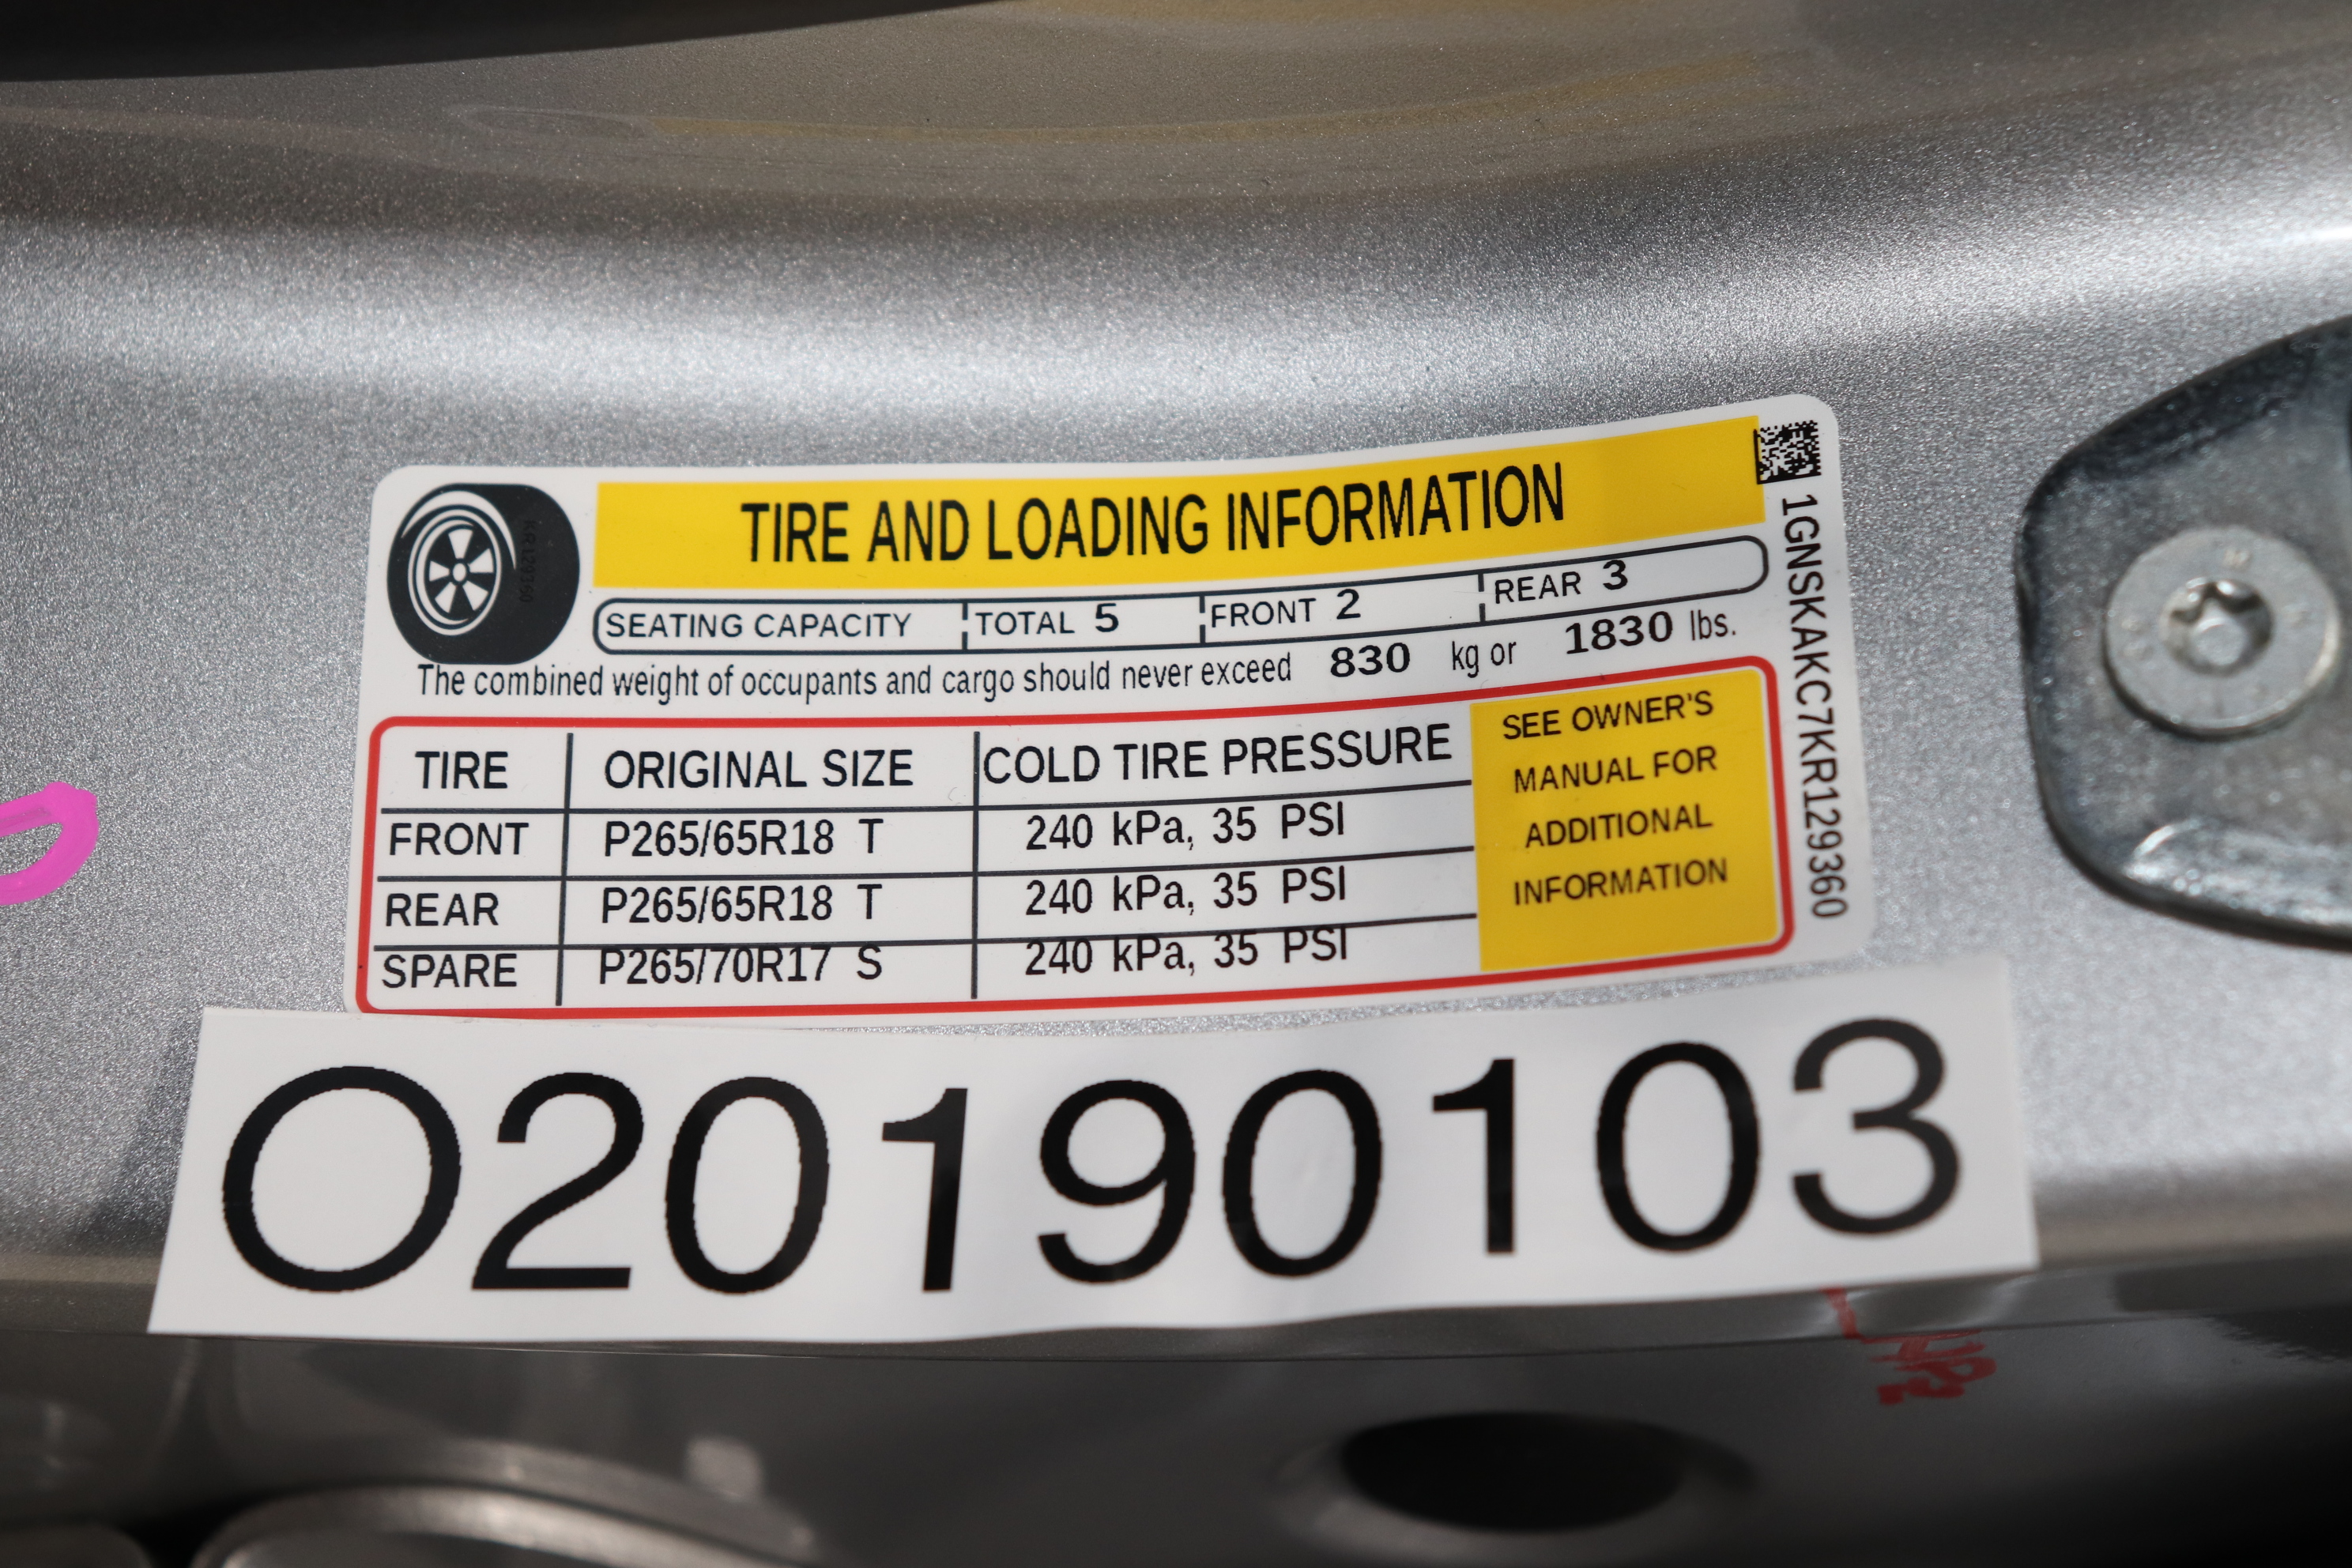 TIRE AND LOADING INFORMATION
SEATING CAPACITY TOTAL 5 FRONT 2 REAR 3
The combined weight of occupants and cargo should never exceed 830 kg or 1830 lbs.
TIRE ORIGINAL SIZE COLD TIRE PRESSURE
FRONT P265/65R18 T 240 kPa, 35 PSI
REAR P265/65R18 T 240 kPa, 35 PSI
SPARE P265/70R17 S 240 kPa, 35 PSI
SEE OWNER'S
MANUAL FOR
ADDITIONAL
INFORMATION
1GNSKAKC7KR129360
KR129360
O20190103